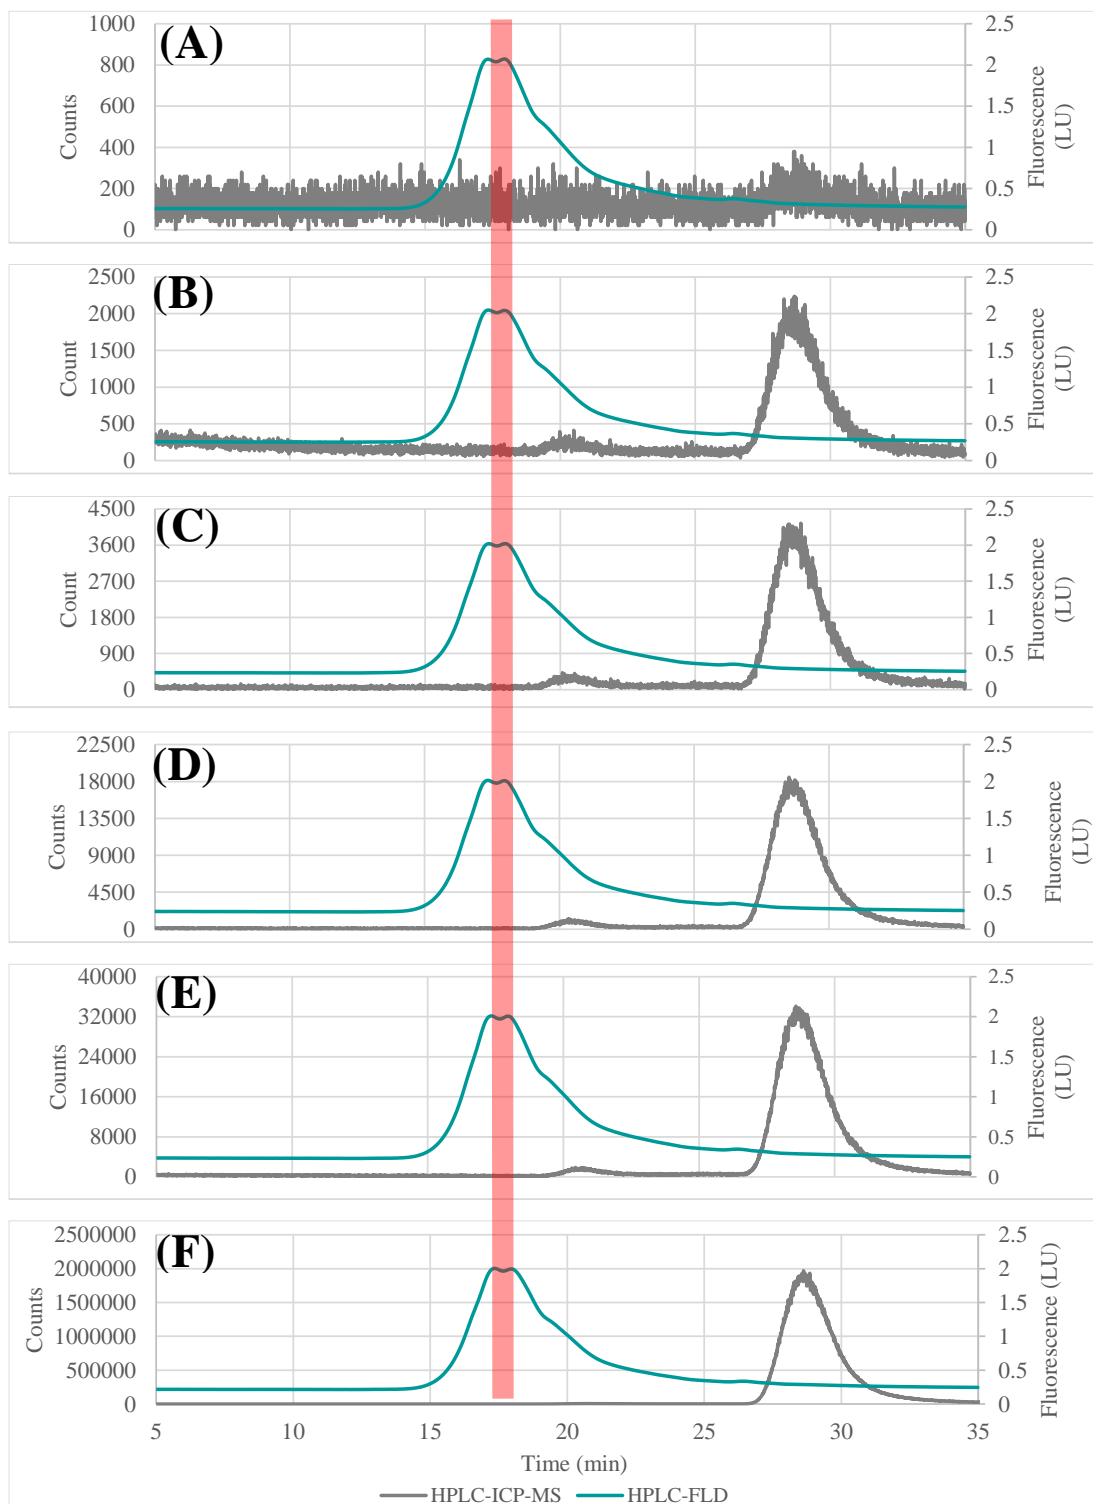 (A)
1000
800
600
400
200
0
Counts
2.5
2
1.5
1
0.5
0
Fluorescence
(LU)
(B)
2500
2000
1500
1000
500
0
Count
2.5
2
1.5
1
0.5
0
Fluorescence
(LU)
(C)
4500
3600
2700
1800
900
0
Count
2.5
2
1.5
1
0.5
0
Fluorescence
(LU)
(D)
22500
18000
13500
9000
4500
0
Counts
2.5
2
1.5
1
0.5
0
Fluorescence
(LU)
(E)
40000
32000
24000
16000
8000
0
Counts
2.5
2
1.5
1
0.5
0
Fluorescence
(LU)
(F)
2500000
2000000
1500000
1000000
500000
0
Counts
2.5
2
1.5
1
0.5
0
Fluorescence (LU)
5 10 15 20 25 30 35
Time (min)
HPLC-ICP-MS HPLC-FLD